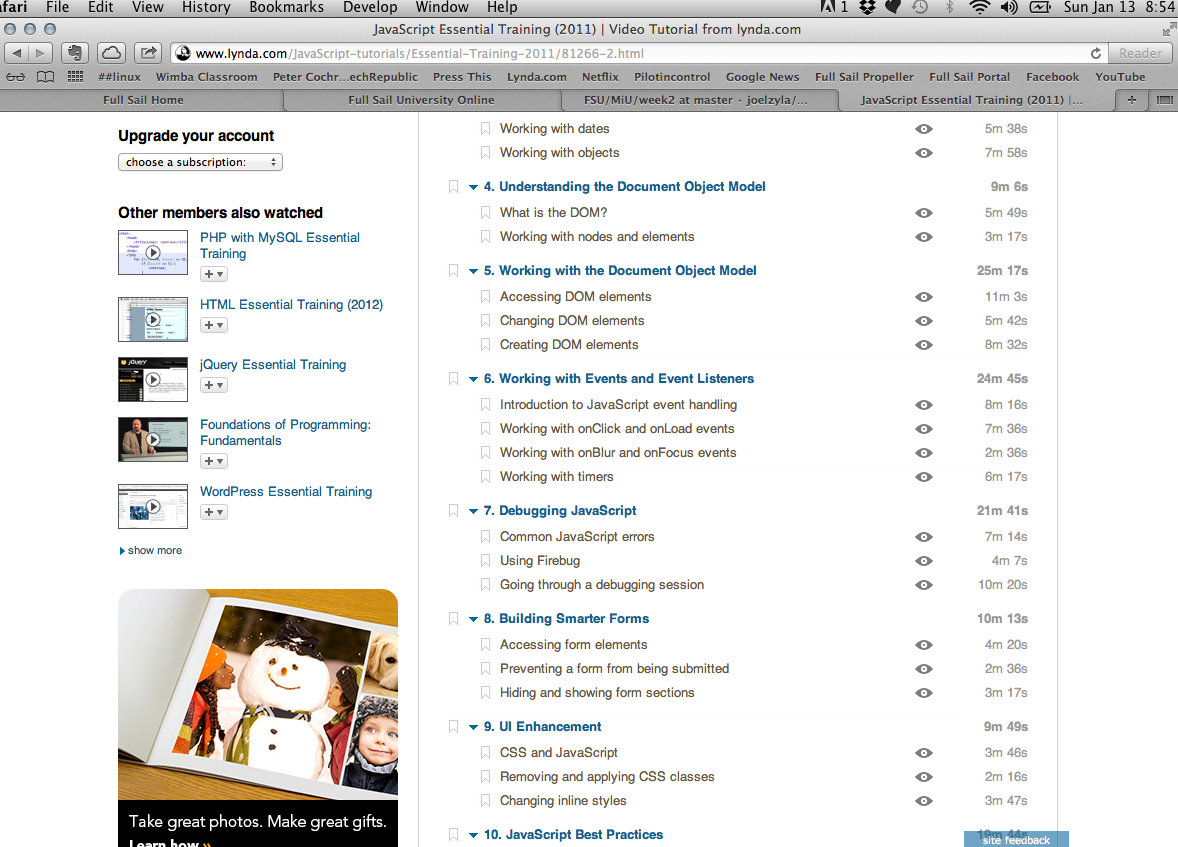 afari File Edit View History Bookmarks Develop Window Help 1 Sun Jan 13 8:54
JavaScript Essential Training (2011) | Video Tutorial from lynda.com
www.lynda.com/JavaScript-tutorials/Essential-Training-2011/81266-2.html Reader
##linux Wimba Classroom Peter Cochr...echRepublic Press This Lynda.com Netflix Pilotincontrol Google News Full Sail Propeller Full Sail Portal Facebook YouTube
Full Sail Home Full Sail University Online FSU/MiU/week2 at master · joelzyla/... JavaScript Essential Training (2011) |...
Upgrade your account
choose a subscription:
Other members also watched
PHP with MySQL Essential
Training
HTML Essential Training (2012)
jQuery Essential Training
Foundations of Programming:
Fundamentals
WordPress Essential Training
show more
Take great photos. Make great gifts.
Learn how »
Working with dates 5m 38s
Working with objects 7m 58s
4. Understanding the Document Object Model 9m 6s
What is the DOM? 5m 49s
Working with nodes and elements 3m 17s
5. Working with the Document Object Model 25m 17s
Accessing DOM elements 11m 3s
Changing DOM elements 5m 42s
Creating DOM elements 8m 32s
6. Working with Events and Event Listeners 24m 45s
Introduction to JavaScript event handling 8m 16s
Working with onClick and onLoad events 7m 36s
Working with onBlur and onFocus events 2m 36s
Working with timers 6m 17s
7. Debugging JavaScript 21m 41s
Common JavaScript errors 7m 14s
Using Firebug 4m 7s
Going through a debugging session 10m 20s
8. Building Smarter Forms 10m 13s
Accessing form elements 4m 20s
Preventing a form from being submitted 2m 36s
Hiding and showing form sections 3m 17s
9. UI Enhancement 9m 49s
CSS and JavaScript 3m 46s
Removing and applying CSS classes 2m 16s
Changing inline styles 3m 47s
10. JavaScript Best Practices 19m 44s
site feedback